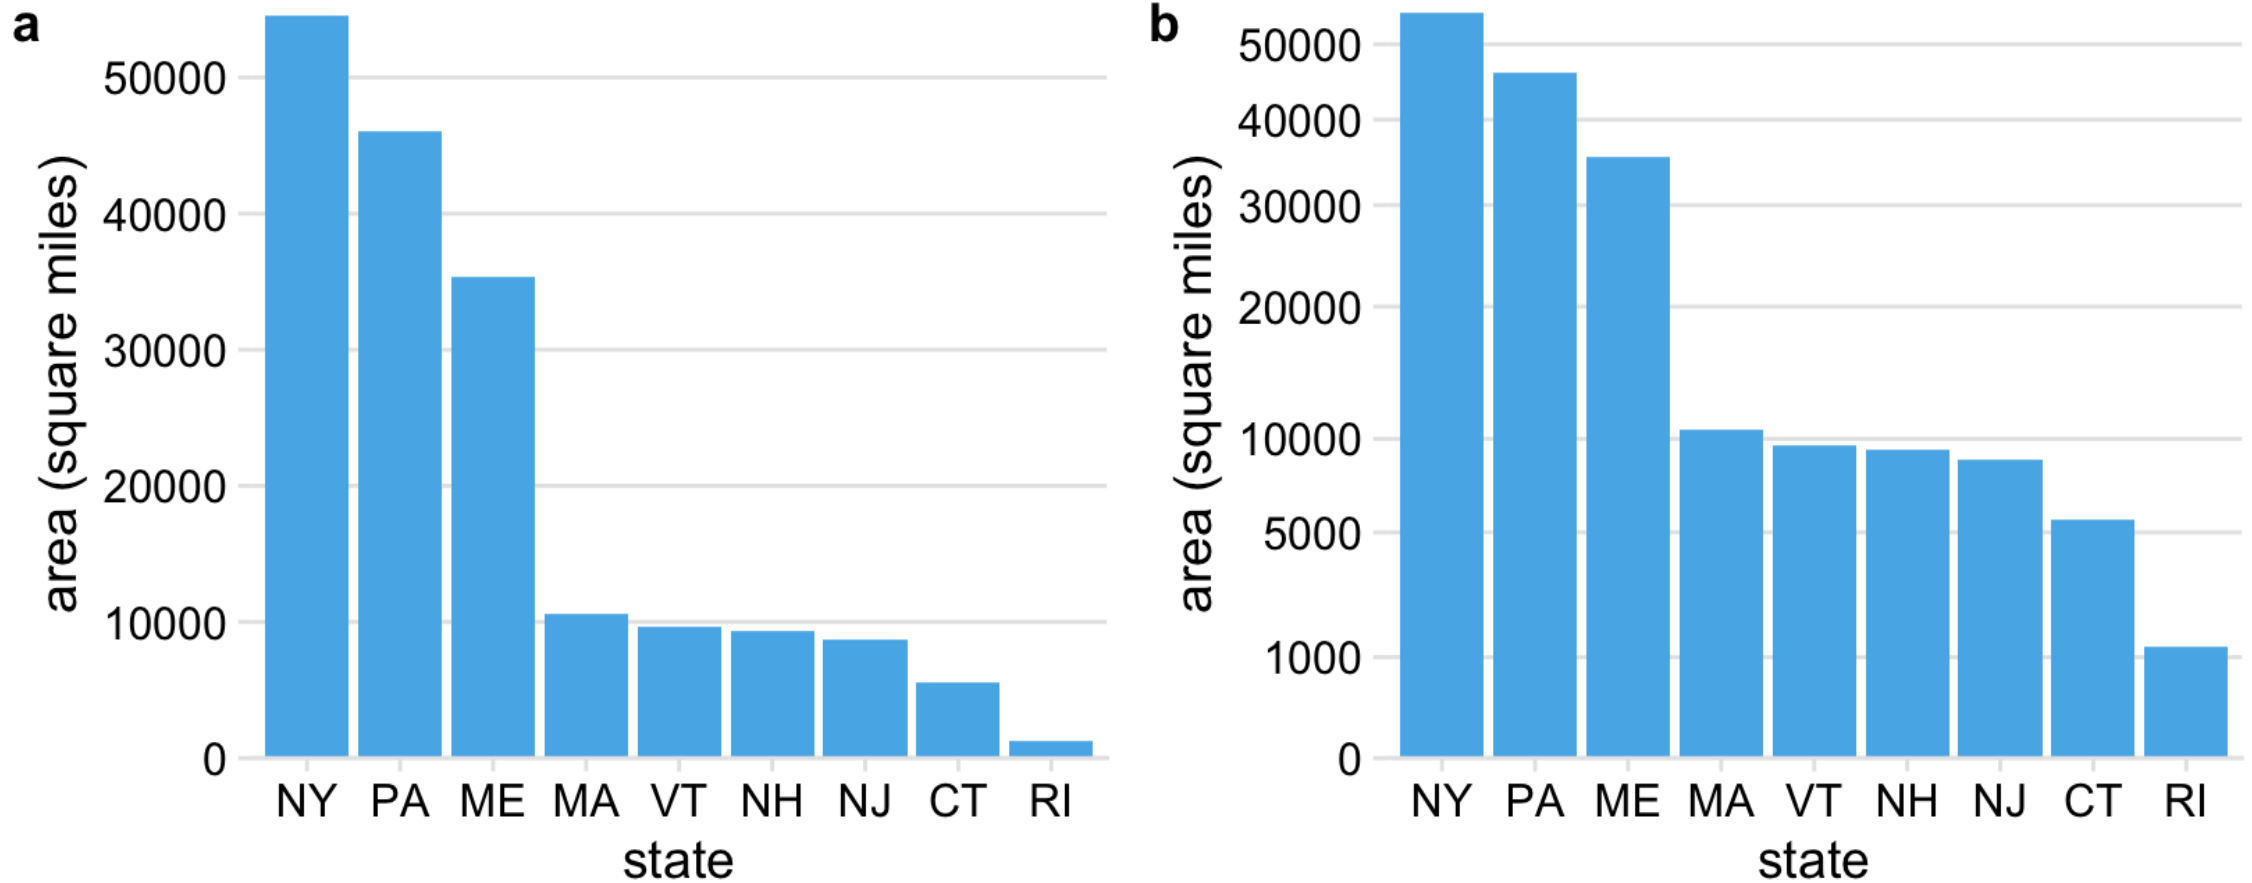 a
50000
40000
30000
20000
10000
0
area (square miles)
NY PA ME MA VT NH NJ CT RI
state
b
50000
40000
30000
20000
10000
5000
1000
0
area (square miles)
NY PA ME MA VT NH NJ CT RI
state